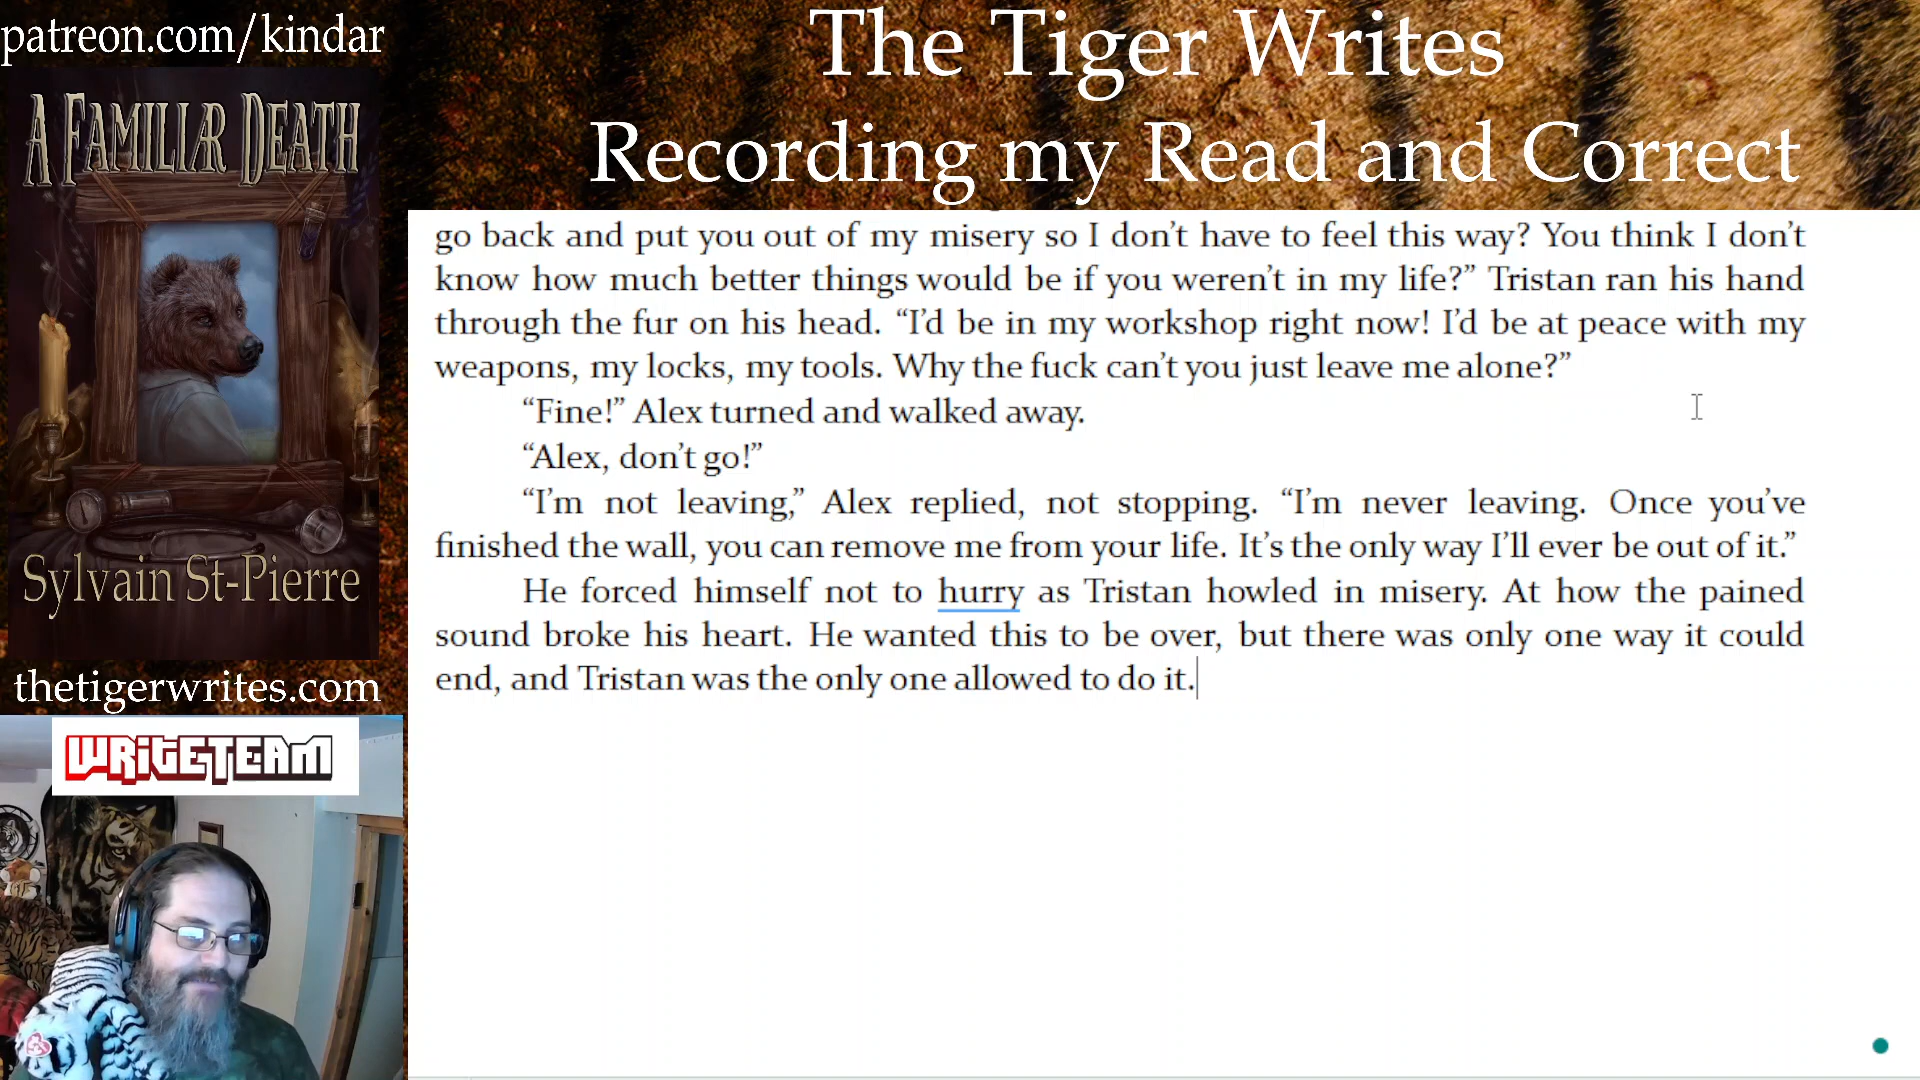 patreon.com/kindar
A FAMILIAR DEATH
Sylvain St-Pierre
thetigerwrites.com
WRITETEAM
The Tiger Writes
Recording my Read and Correct
go back and put you out of my misery so I don’t have to feel this way? You think I don’t
know how much better things would be if you weren’t in my life?” Tristan ran his hand
through the fur on his head. “I’d be in my workshop right now! I’d be at peace with my
weapons, my locks, my tools. Why the fuck can’t you just leave me alone?”
“Fine!” Alex turned and walked away.
“Alex, don’t go!”
“I’m not leaving,” Alex replied, not stopping. “I’m never leaving. Once you’ve
finished the wall, you can remove me from your life. It’s the only way I’ll ever be out of it.”
He forced himself not to hurry as Tristan howled in misery. At how the pained
sound broke his heart. He wanted this to be over, but there was only one way it could
end, and Tristan was the only one allowed to do it.